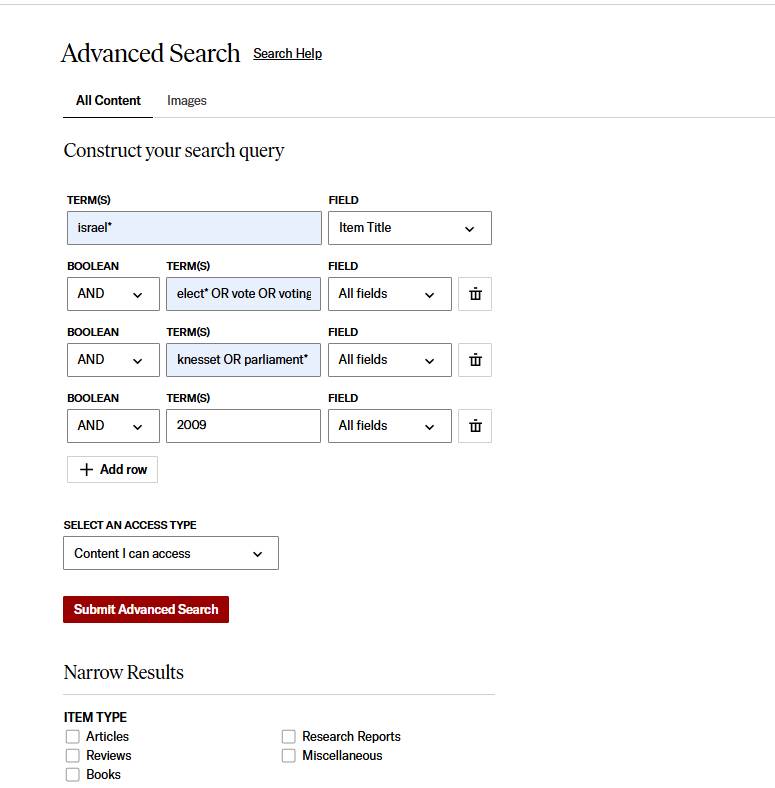 Advanced Search Search Help
All Content Images
Construct your search query
TERM(S) FIELD
israel* Item Title
BOOLEAN TERM(S) FIELD
AND elect* OR vote OR voting All fields
BOOLEAN TERM(S) FIELD
AND knesset OR parliament* All fields
BOOLEAN TERM(S) FIELD
AND 2009 All fields
Add row
SELECT AN ACCESS TYPE
Content I can access
Submit Advanced Search
Narrow Results
ITEM TYPE
Articles Research Reports
Reviews Miscellaneous
Books